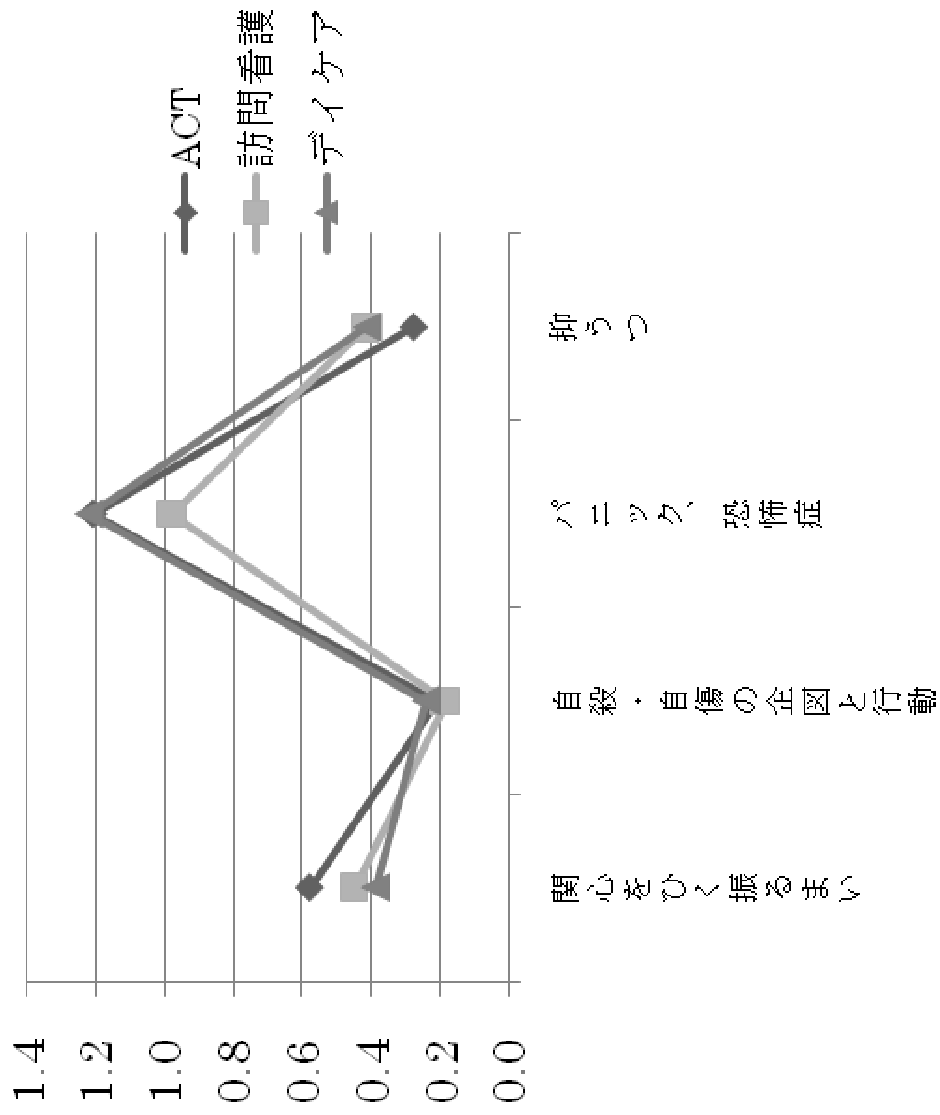 1.4
1.2
1.0
0.8
0.6
0.4
0.2
0.0
関心をひく振るまい
自殺・自傷の企図と行動
パニック、恐怖症
抑うつ
ACT
訪問看護
デイケア